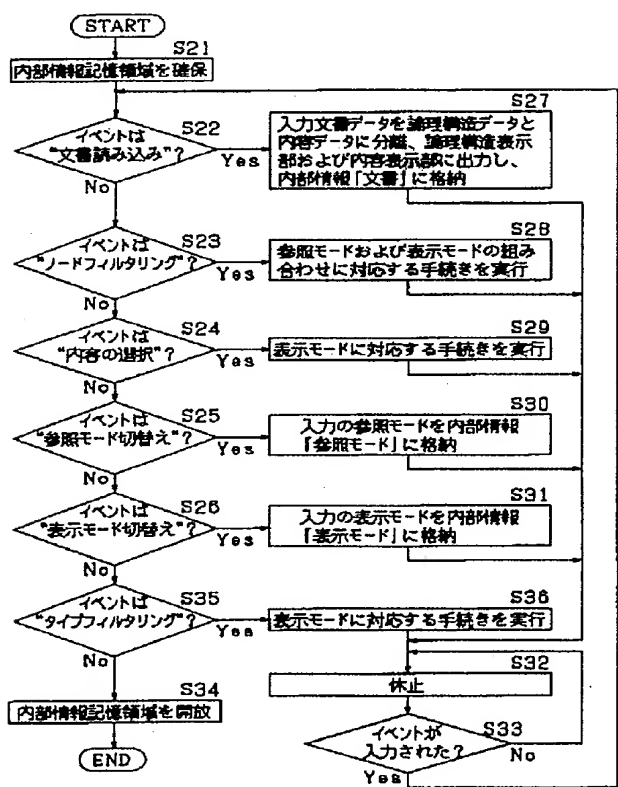 START
S21
内部情報記憶領域を確保
イベントは
S22
“文書読み込み”?
Yes
No
S27
入力文書データを論理構造データと
内容データに分離、論理構造表示
部および内容表示部に出力し、
内部情報「文書」に格納
イベントは
S23
“ノードフィルタリング”?
Yes
No
S28
参照モードおよび表示モードの組み
合わせに対応する手続きを実行
イベントは
S24
“内容の選択”?
Yes
No
S29
表示モードに対応する手続きを実行
イベントは
S25
“参照モード切替え”?
Yes
No
S30
入力の参照モードを内部情報
「参照モード」に格納
イベントは
S26
“表示モード切替え”?
Yes
No
S31
入力の表示モードを内部情報
「表示モード」に格納
イベントは
S35
“タイプフィルタリング”?
Yes
No
S36
表示モードに対応する手続きを実行
S32
休止
S34
内部情報記憶領域を開放
END
イベントが
S33
入力された?
No
Yes